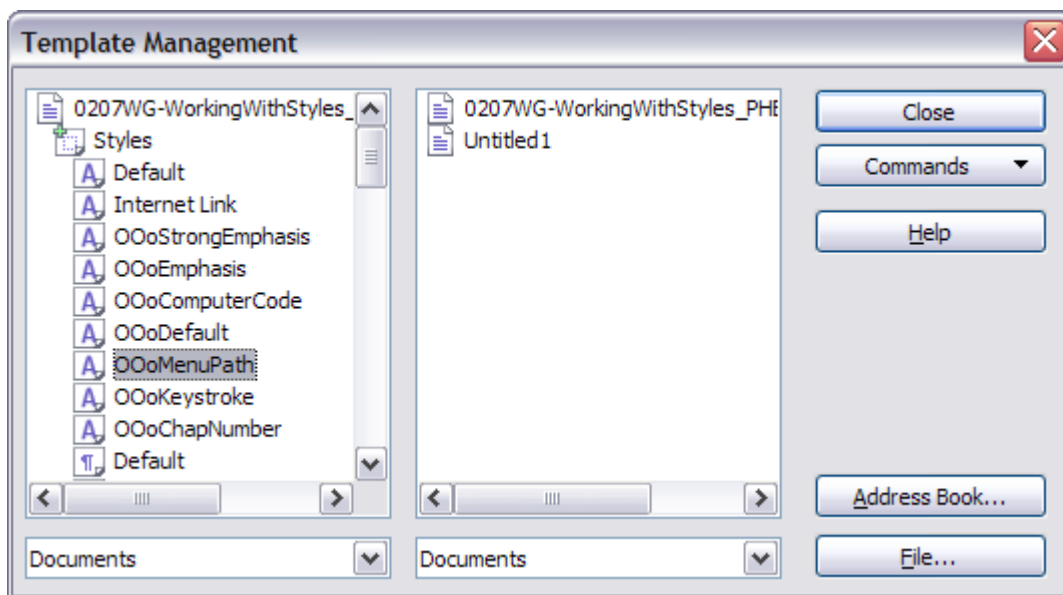 Template Management
0207WG-WorkingWithStyles_
Styles
Default
Internet Link
OOoStrongEmphasis
OOoEmphasis
OOoComputerCode
OOoDefault
OOoMenuPath
OOoKeystroke
OOoChapNumber
Default
Documents
0207WG-WorkingWithStyles_PHE
Untitled1
Documents
Close
Commands
Help
Address Book...
File...